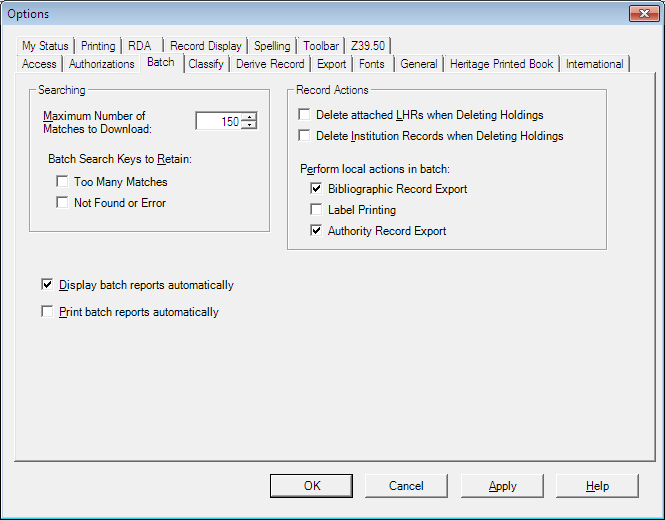 Options
My Status Printing RDA Record Display Spelling Toolbar Z39.50
Access Authorizations Batch Classify Derive Record Export Fonts General Heritage Printed Book International
Searching
Maximum Number of
Matches to Download:
150
Batch Search Keys to Retain:
Too Many Matches
Not Found or Error
Record Actions
Delete attached LHRs when Deleting Holdings
Delete Institution Records when Deleting Holdings
Perform local actions in batch:
Bibliographic Record Export
Label Printing
Authority Record Export
Display batch reports automatically
Print batch reports automatically
OK Cancel Apply Help